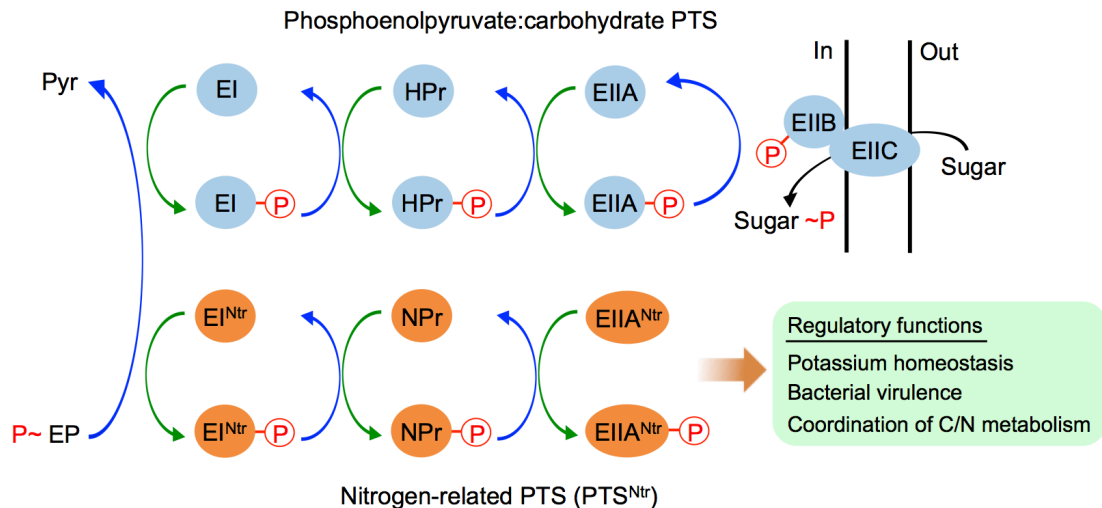 Phosphoenolpyruvate:carbohydrate PTS
In
Out
Pyr
EI
HPr
EIIA
EIIB
P
EIIC
Sugar
EI P
HPr P
EIIA P
Sugar ~P
EI^Ntr
NPr
EIIA^Ntr
Regulatory functions
Potassium homeostasis
Bacterial virulence
Coordination of C/N metabolism
P~ EP
EI^Ntr P
NPr P
EIIA^Ntr P
Nitrogen-related PTS (PTS^Ntr)